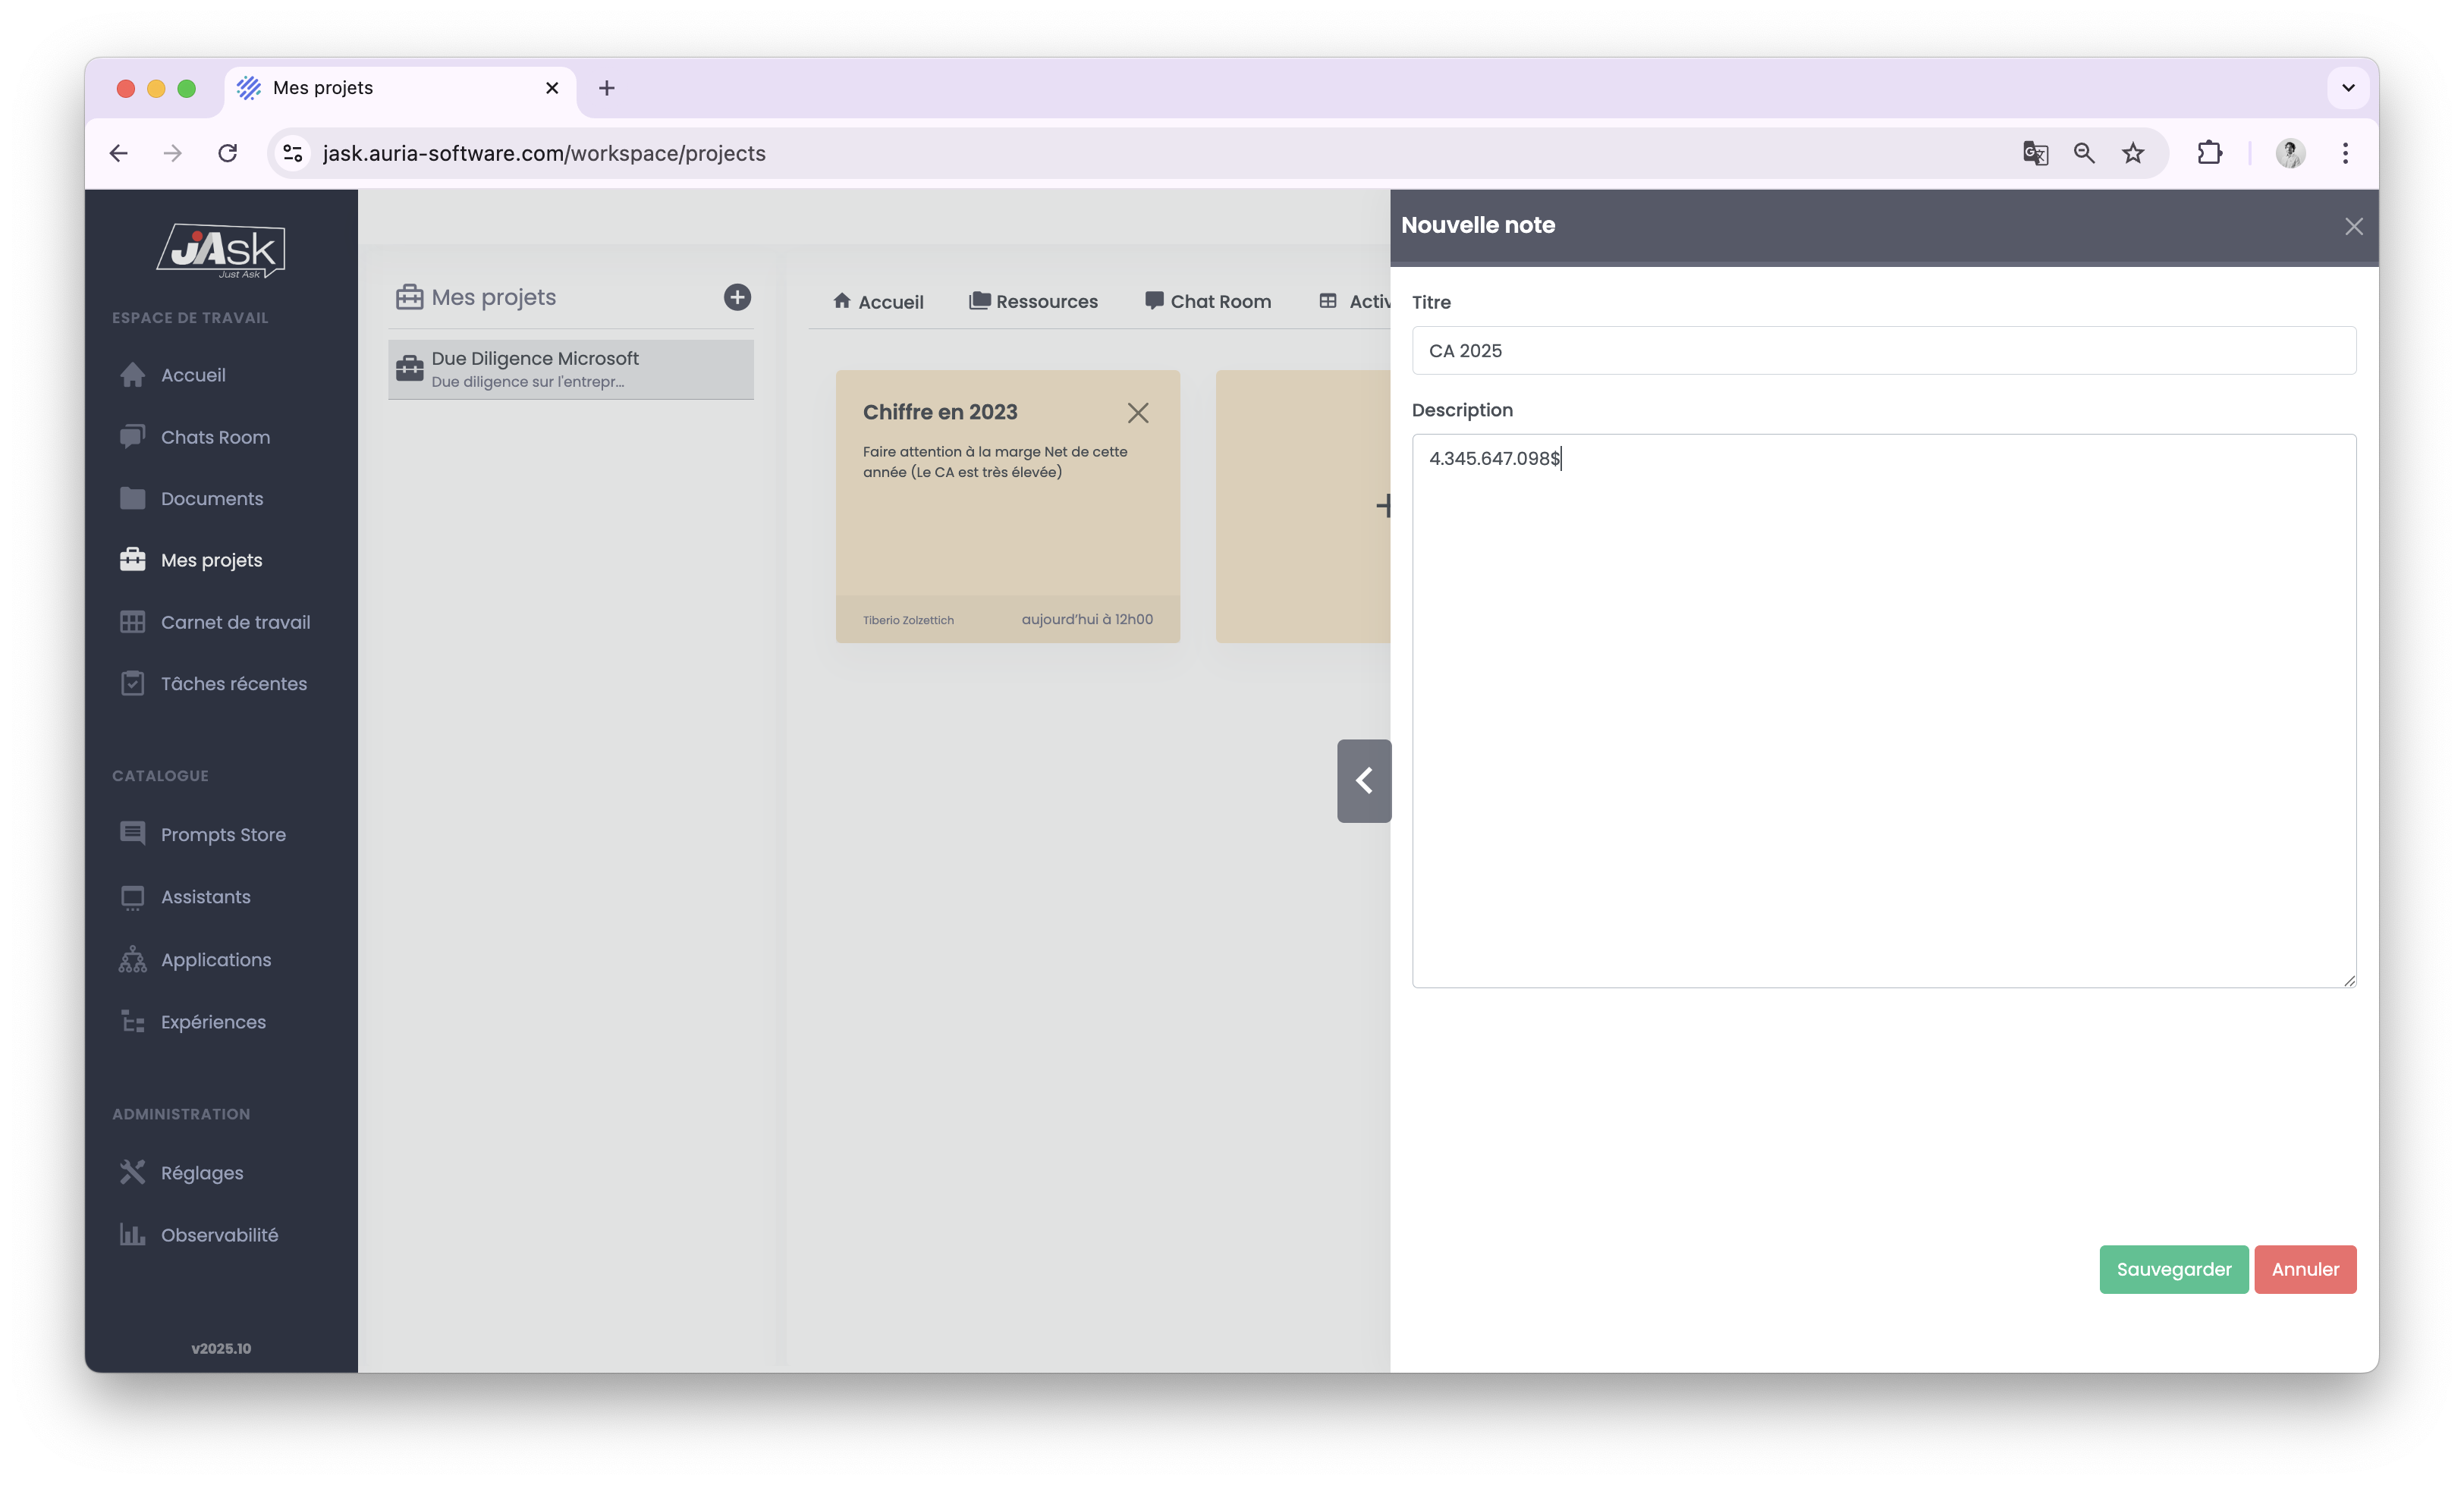 Mes projets
jask.auria-software.com/workspace/projects
jAsk
Just Ask
ESPACE DE TRAVAIL
Accueil
Chats Room
Documents
Mes projets
Carnet de travail
Tâches récentes
CATALOGUE
Prompts Store
Assistants
Applications
Expériences
ADMINISTRATION
Réglages
Observabilité
v2025.10
Mes projets
Due Diligence Microsoft
Due diligence sur l'entrepr...
Accueil Ressources Chat Room Activ
Chiffre en 2023
Faire attention à la marge Net de cette
année (Le CA est très élevée)
Tiberio Zolzettich aujourd'hui à 12h00
Nouvelle note
Titre
CA 2025
Description
4.345.647.098$
Sauvegarder Annuler